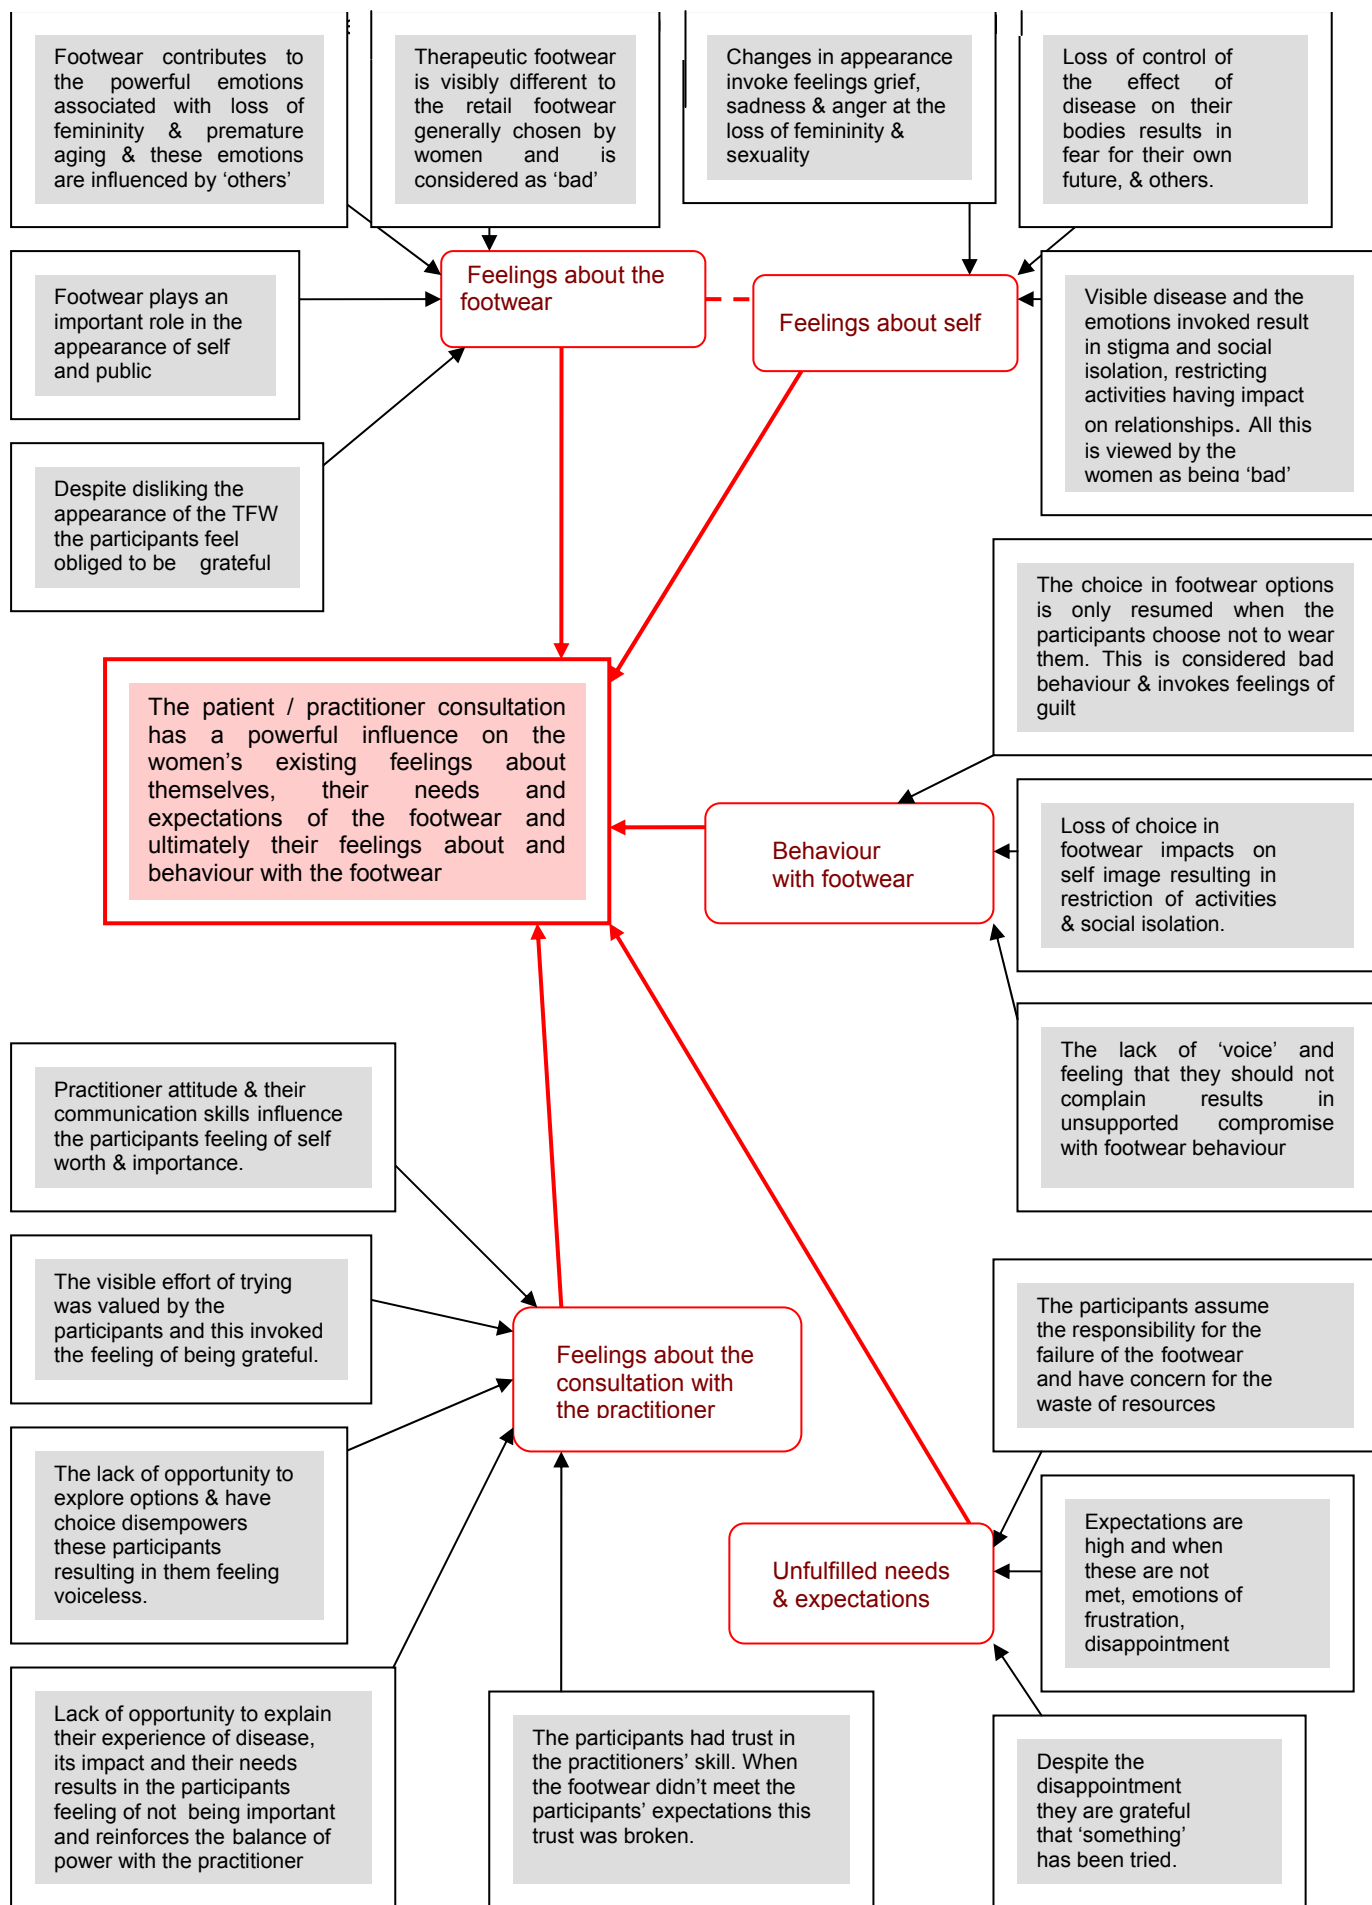 Footwear contributes to
the powerful emotions
associated with loss of
femininity & premature
aging & these emotions
are influenced by ‘others’
Therapeutic footwear
is visibly different to
the retail footwear
generally chosen by
women and is
considered as ‘bad’
Changes in appearance
invoke feelings grief,
sadness & anger at the
loss of femininity &
sexuality
Loss of control of
the effect of
disease on their
bodies results in
fear for their own
future, & others.
Footwear plays an
important role in the
appearance of self
and public
Feelings about the
footwear
Feelings about self
Visible disease and the
emotions invoked result
in stigma and social
isolation, restricting
activities having impact
on relationships. All this
is viewed by the
women as being ‘bad’
Despite disliking the
appearance of the TFW
the participants feel
obliged to be grateful
The choice in footwear options
is only resumed when the
participants choose not to wear
them. This is considered bad
behaviour & invokes feelings of
guilt
The patient / practitioner consultation
has a powerful influence on the
women’s existing feelings about
themselves, their needs and
expectations of the footwear and
ultimately their feelings about and
behaviour with the footwear
Behaviour
with footwear
Loss of choice in
footwear impacts on
self image resulting in
restriction of activities
& social isolation.
The lack of ‘voice’ and
feeling that they should not
complain results in
unsupported compromise
with footwear behaviour
Practitioner attitude & their
communication skills influence
the participants feeling of self
worth & importance.
The visible effort of trying
was valued by the
participants and this invoked
the feeling of being grateful.
Feelings about the
consultation with
the practitioner
The participants assume
the responsibility for the
failure of the footwear
and have concern for the
waste of resources
The lack of opportunity to
explore options & have
choice disempowers
these participants
resulting in them feeling
voiceless.
Unfulfilled needs
& expectations
Expectations are
high and when
these are not
met, emotions of
frustration,
disappointment
Lack of opportunity to explain
their experience of disease,
its impact and their needs
results in the participants
feeling of not being important
and reinforces the balance of
power with the practitioner
The participants had trust in
the practitioners’ skill. When
the footwear didn’t meet the
participants’ expectations this
trust was broken.
Despite the
disappointment
they are grateful
that ‘something’
has been tried.